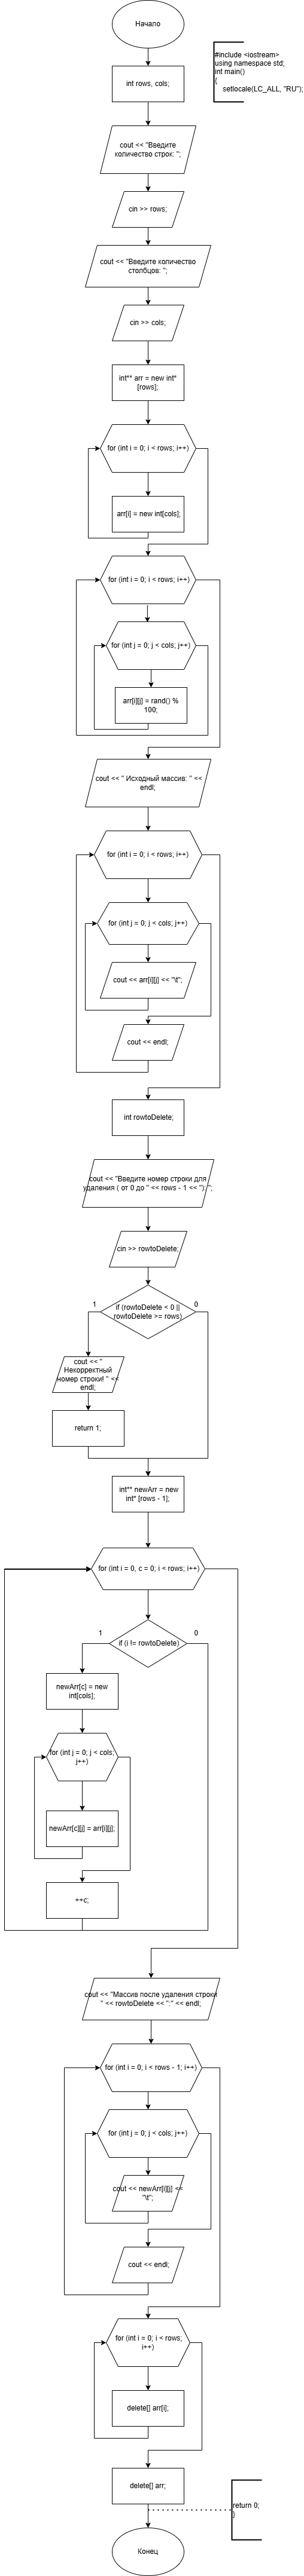 Начало
#include <iostream>
using namespace std;
int main()
{
setlocale(LC_ALL, "RU");
int rows, cols;
cout << "Введите
количество строк: ";
cin >> rows;
cout << "Введите количество
столбцов: ";
cin >> cols;
int** arr = new int*
[rows];
for (int i = 0; i < rows; i++)
arr[i] = new int[cols];
for (int i = 0; i < rows; i++)
for (int j = 0; j < cols; j++)
arr[i][j] = rand() %
100;
cout << " Исходный массив: " <<
endl;
for (int i = 0; i < rows; i++)
for (int j = 0; j < cols; j++)
cout << arr[i][j] << "\t";
cout << endl;
int rowtoDelete;
cout << "Введите номер строки для
удаления ( от 0 до " << rows - 1 << "): ";
cin >> rowtoDelete;
if (rowtoDelete < 0 ||
rowtoDelete >= rows)
1
0
cout << "
Некорректный
номер строки! " <<
endl;
return 1;
int** newArr = new
int* [rows - 1];
for (int i = 0, c = 0; i < rows; i++)
if (i != rowtoDelete)
1
0
newArr[c] = new
int[cols];
for (int j = 0; j < cols;
j++)
newArr[c][j] = arr[i][j];
++c;
cout << "Массив после удаления строки
" << rowtoDelete << ":" << endl;
for (int i = 0; i < rows - 1; i++)
for (int j = 0; j < cols; j++)
cout << newArr[i][j] <<
"\t";
cout << endl;
for (int i = 0; i < rows;
i++)
delete[] arr[i];
delete[] arr;
return 0;
}
Конец